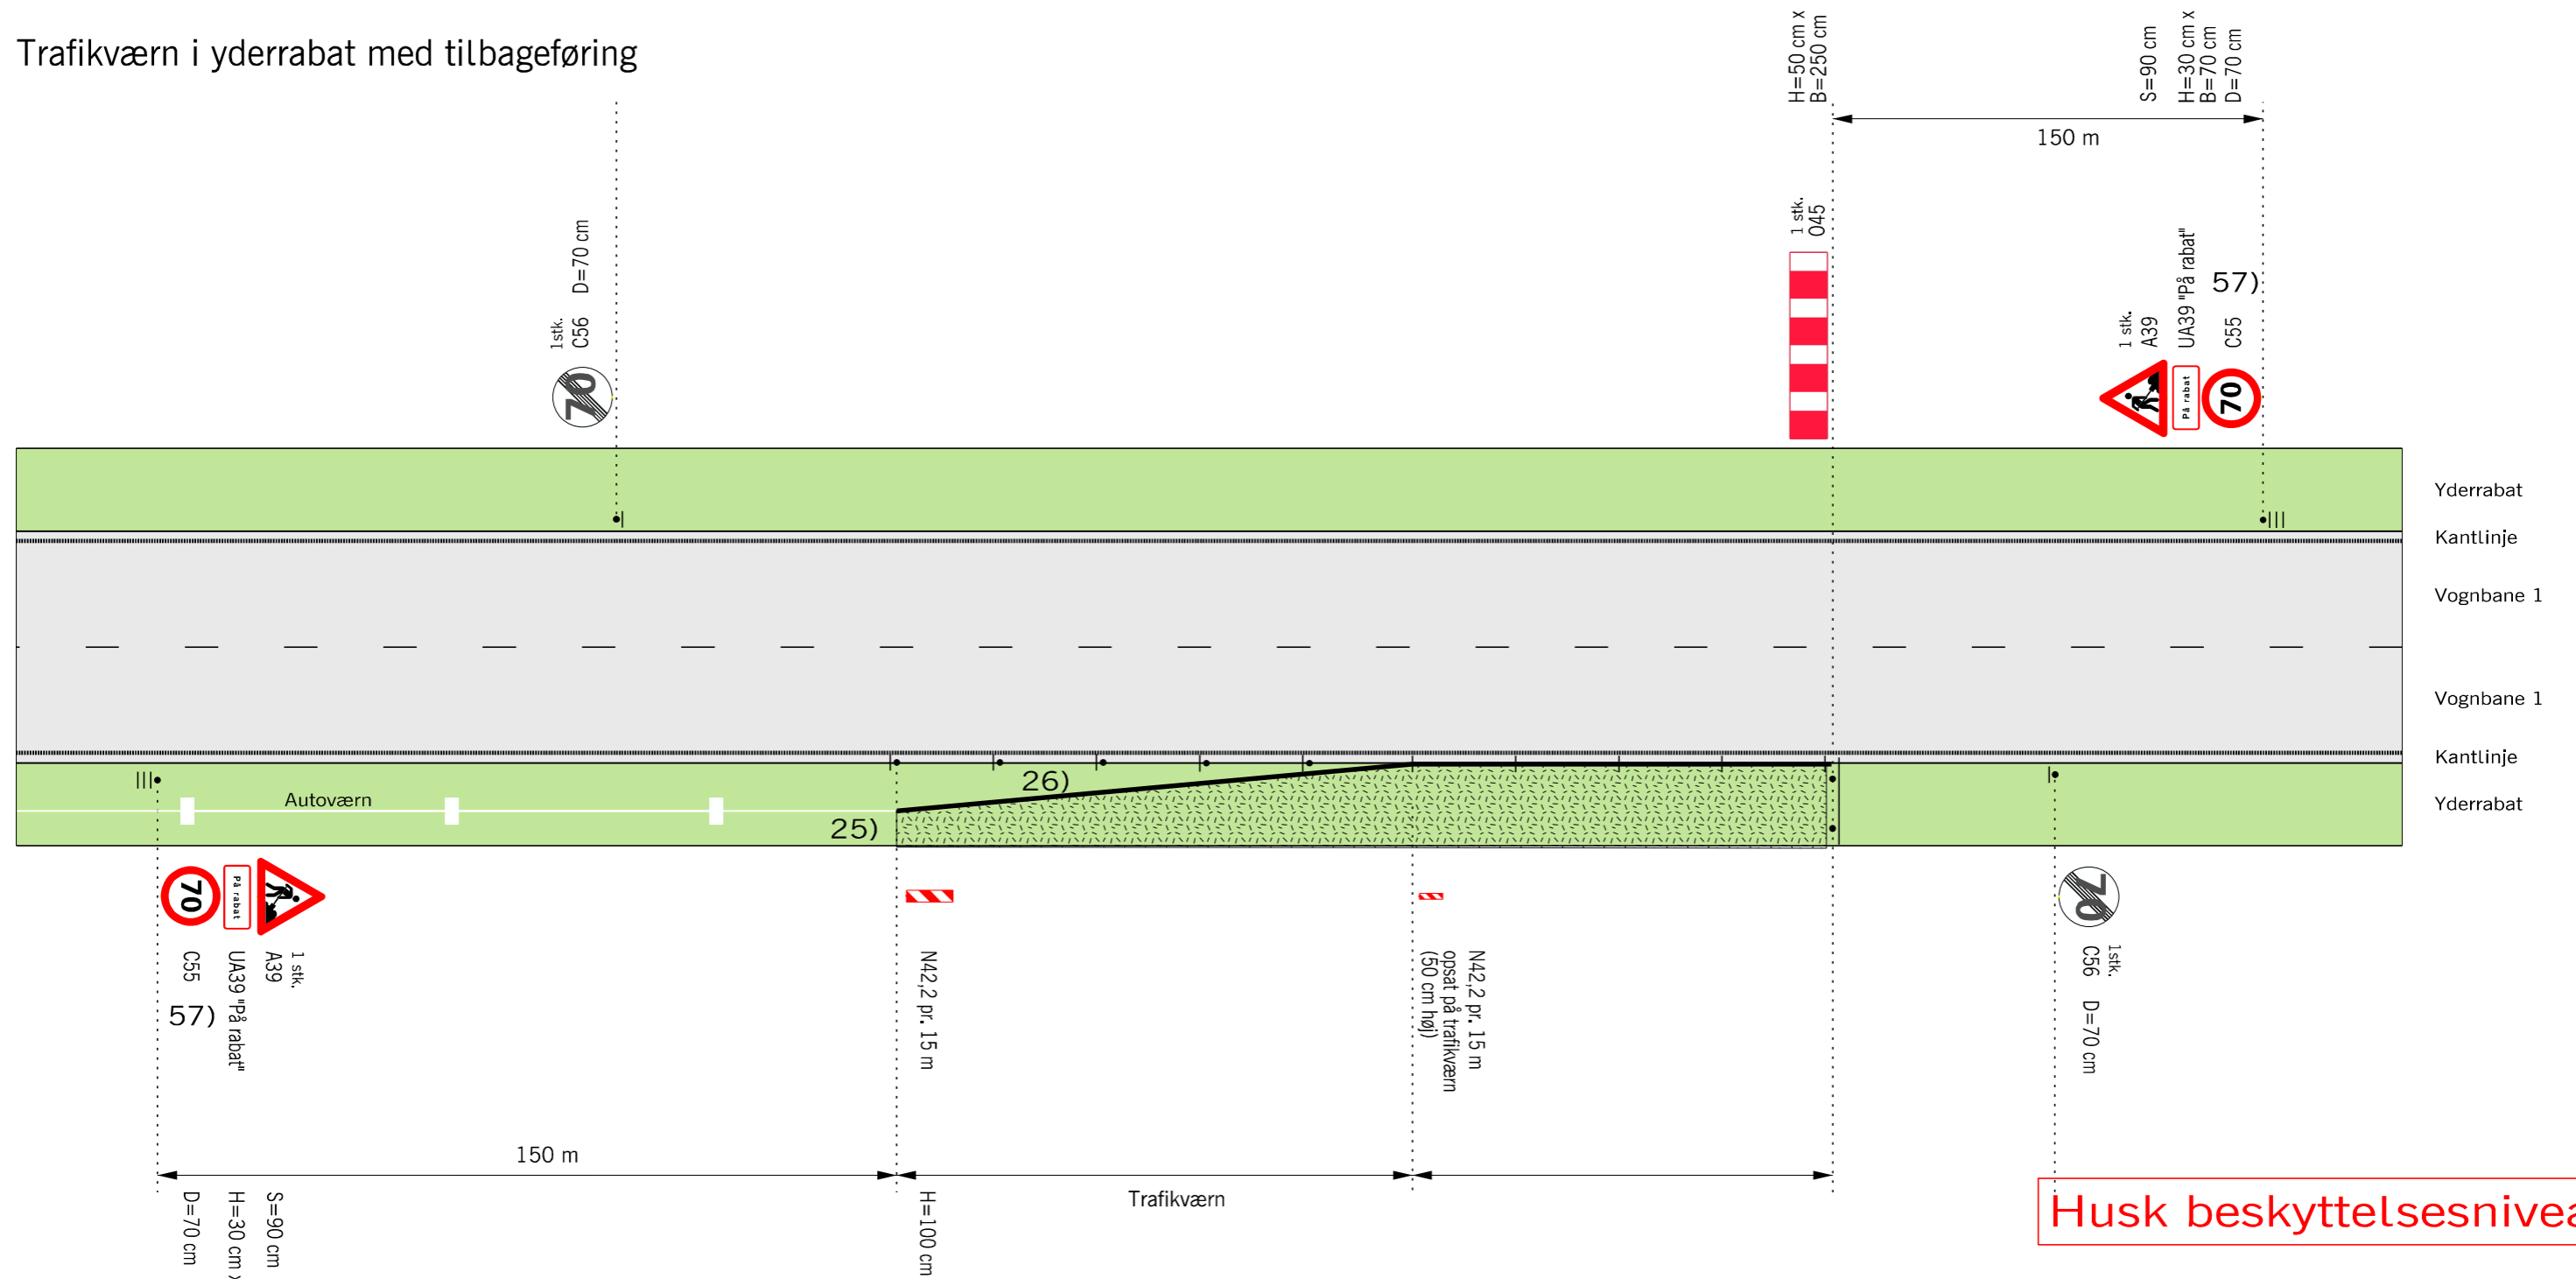 Trafikværn i yderrabat med tilbageføring
H=50 cm x
B=250 cm
S=90 cm
H=30 cm x
B=70 cm
D=70 cm
150 m
1 stk.
O45
1stk.
C56 D=70 cm
70
1 stk.
A39
UA39 "På rabat"
57)
C55
På rabat
70
Yderrabat
Kantlinje
Vognbane 1
Vognbane 1
Kantlinje
Yderrabat
Autoværn
26)
25)
70
På rabat
C55
57)
UA39 "På rabat"
A39
1 stk.
N42,2 pr. 15 m
N42,2 pr. 15 m
opsat på trafikværn
(50 cm høj)
70
1stk.
C56 D=70 cm
150 m
Trafikværn
D=70 cm
H=30 cm x
S=90 cm
H=100 cm
Husk beskyttelsesnivea